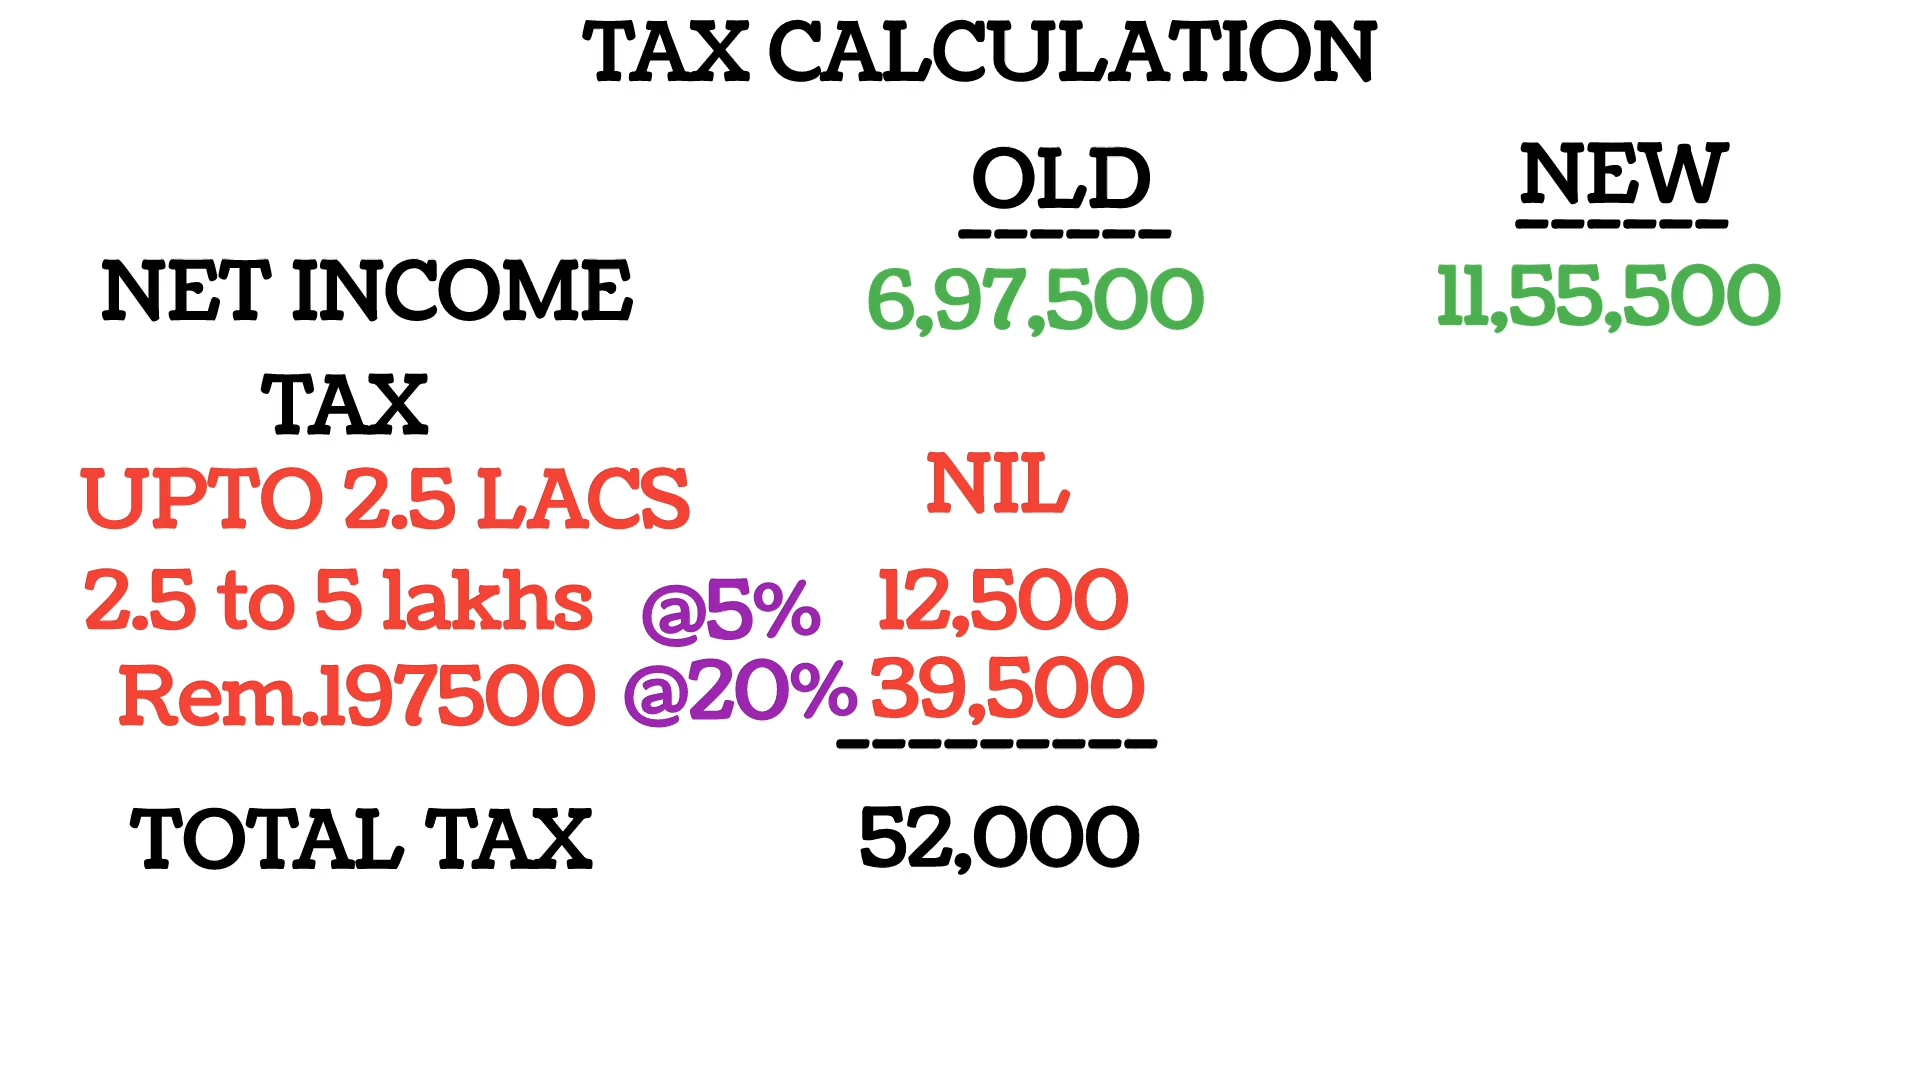 TAX CALCULATION
OLD NEW
------ ------
NET INCOME 6,97,500 11,55,500
TAX
UPTO 2.5 LACS NIL
2.5 to 5 lakhs @5% 12,500
Rem.197500 @20% 39,500
---------
TOTAL TAX 52,000